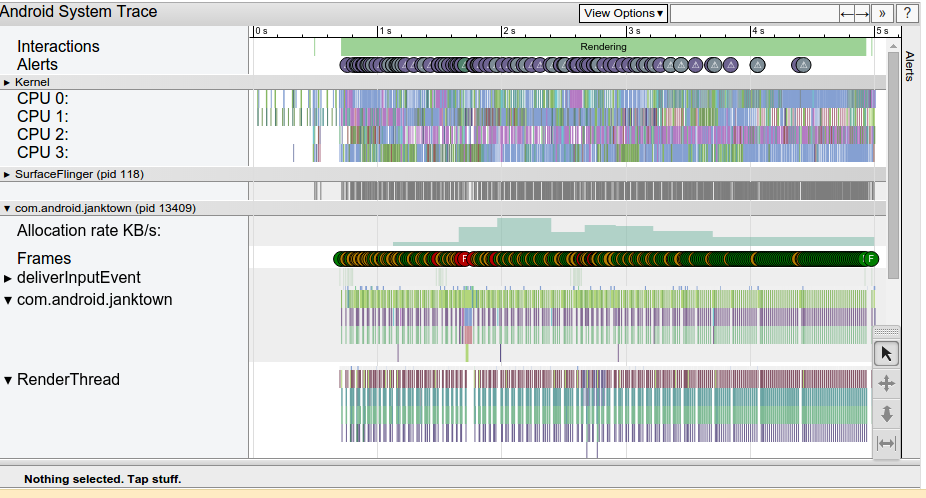 Android System Trace
View Options▾
←
→
»
?
0 s
1 s
2 s
3 s
4 s
5 s
Interactions
Rendering
Alerts
Alerts
▸ Kernel
CPU 0:
CPU 1:
CPU 2:
CPU 3:
▸ SurfaceFlinger (pid 118)
▾ com.android.janktown (pid 13409)
Allocation rate KB/s:
Frames
F
F
▸ deliverInputEvent
▾ com.android.janktown
▾ RenderThread
Nothing selected. Tap stuff.